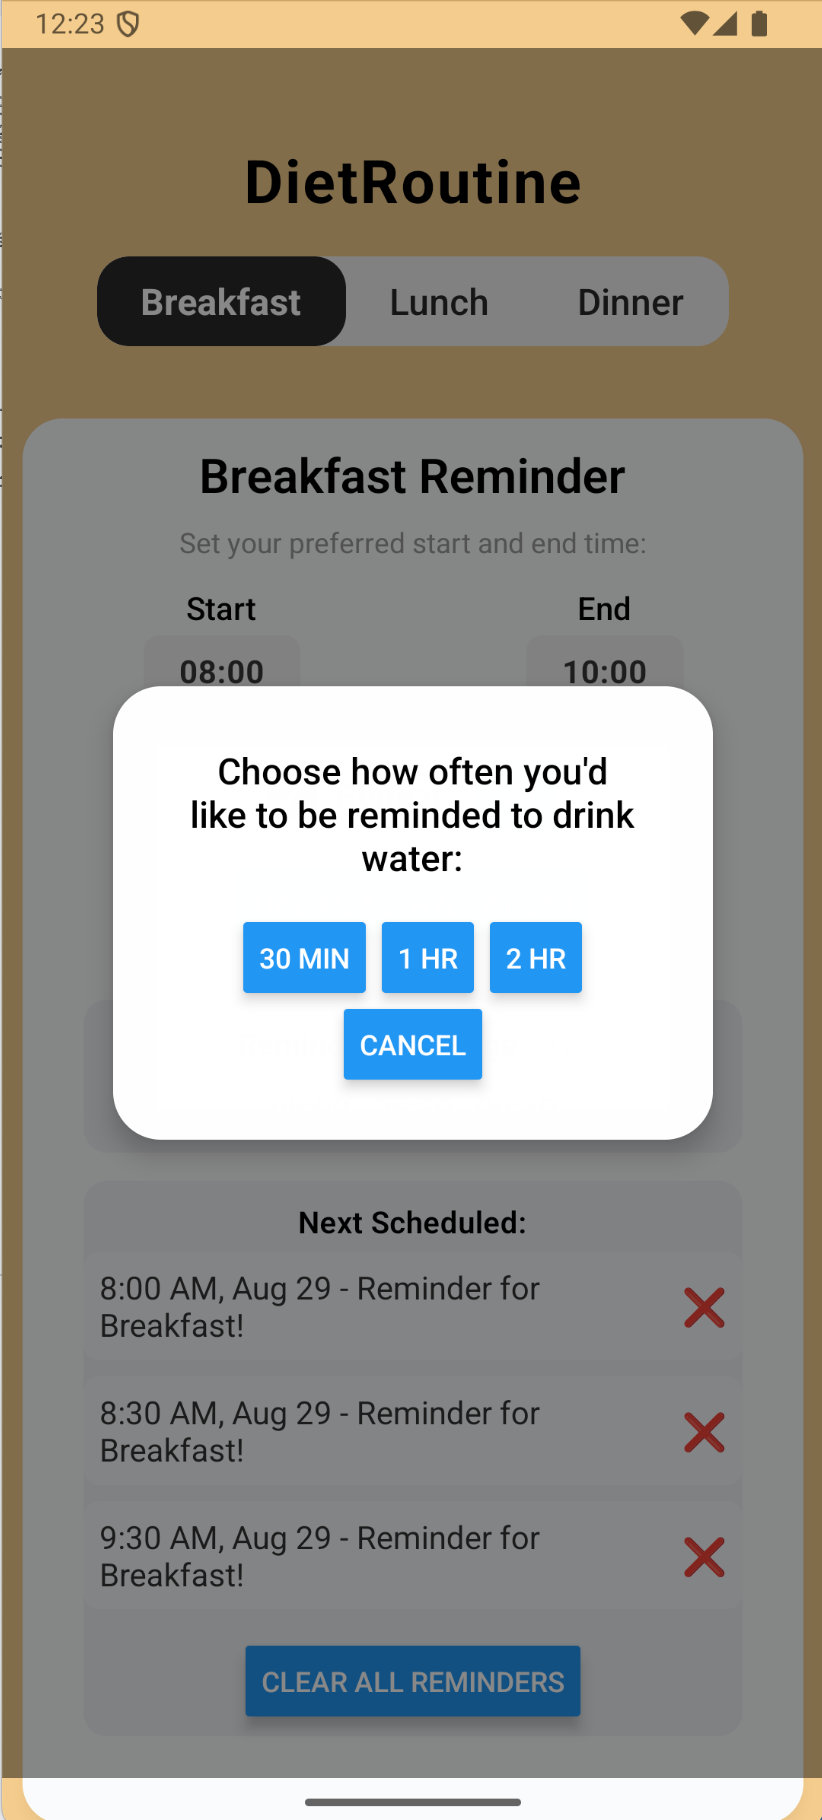 12:23
DietRoutine
Breakfast Lunch Dinner
Breakfast Reminder
Set your preferred start and end time:
Start End
08:00 10:00
Choose how often you'd
like to be reminded to drink
water:
30 MIN 1 HR 2 HR
CANCEL
Next Scheduled:
8:00 AM, Aug 29 - Reminder for
Breakfast!
8:30 AM, Aug 29 - Reminder for
Breakfast!
9:30 AM, Aug 29 - Reminder for
Breakfast!
CLEAR ALL REMINDERS